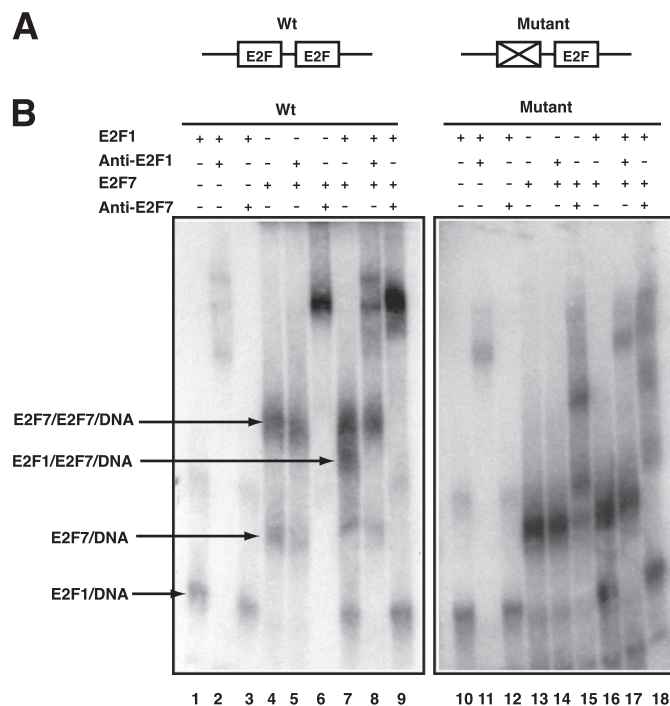 A
Wt
Mutant
E2F E2F
E2F
B
Wt
Mutant
E2F1 + + + - - - + + + + + + - - - + + +
Anti-E2F1 - + - - + - - + - - + - - + - - + -
E2F7 - - - + + + + + + - - - + + + + + +
Anti-E2F7 - - + - - + - - + - - + - - + - - +
E2F7/E2F7/DNA
E2F1/E2F7/DNA
E2F7/DNA
E2F1/DNA
1 2 3 4 5 6 7 8 9 10 11 12 13 14 15 16 17 18